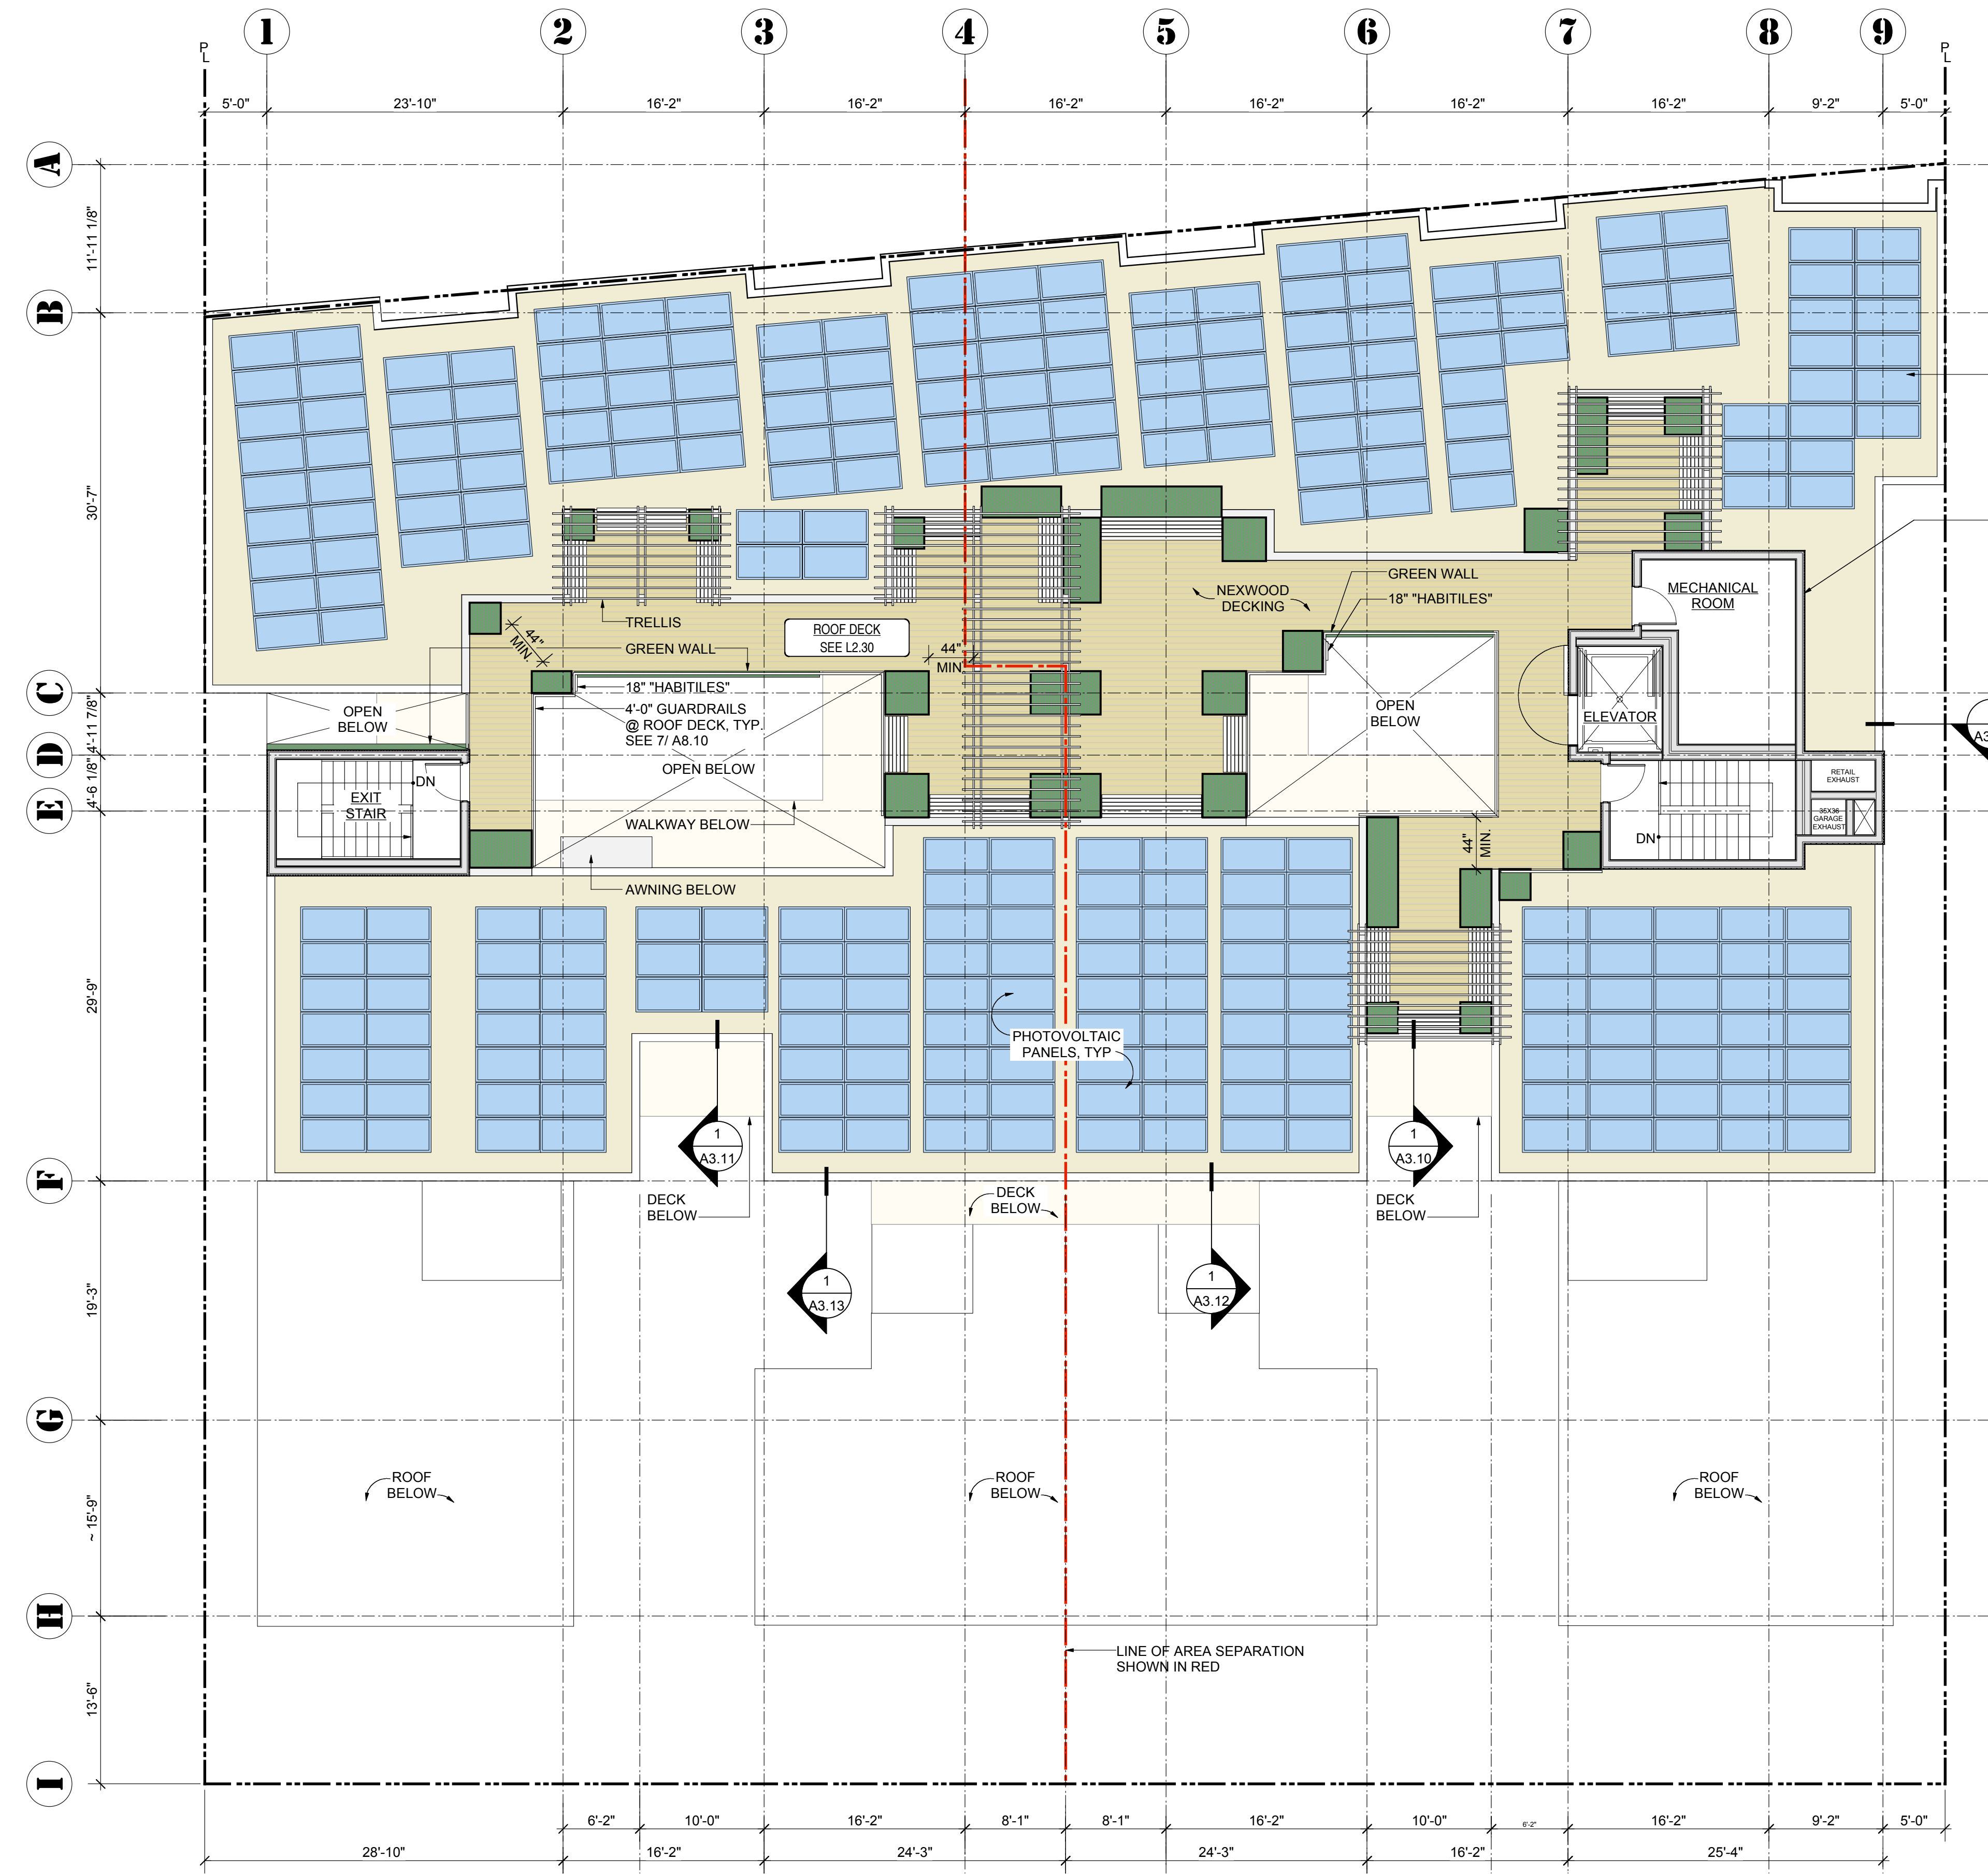 1 2 3 4 5 6 7 8 9
PL PL
5'-0" 23'-10" 16'-2" 16'-2" 16'-2" 16'-2" 16'-2" 16'-2" 9'-2" 5'-0"
A
11'-11 1/8"
B
30'-7"
C
4'-11 7/8"
D
4'-6 1/8"
E
29'-9"
F
19'-3"
G
~ 15'-9"
H
13'-6"
I
TRELLIS
GREEN WALL
44"
MIN.
ROOF DECK
SEE L2.30
44"
MIN
NEXWOOD
DECKING
GREEN WALL
18" "HABITILES"
MECHANICAL
ROOM
18" "HABITILES"
4'-0" GUARDRAILS
@ ROOF DECK, TYP.
SEE 7/ A8.10
OPEN
BELOW
OPEN BELOW
OPEN
BELOW
ELEVATOR
A3
EXIT
STAIR
DN
WALKWAY BELOW
AWNING BELOW
44"
MIN.
DN
RETAIL
EXHAUST
35X36
GARAGE
EXHAUST
PHOTOVOLTAIC
PANELS, TYP
1
A3.11
1
A3.10
DECK
BELOW
DECK
BELOW
DECK
BELOW
1
A3.13
1
A3.12
ROOF
BELOW
ROOF
BELOW
ROOF
BELOW
LINE OF AREA SEPARATION
SHOWN IN RED
6'-2" 10'-0" 16'-2" 8'-1" 8'-1" 16'-2" 10'-0" 6'-2" 16'-2" 9'-2" 5'-0"
28'-10" 16'-2" 24'-3" 24'-3" 16'-2" 25'-4"